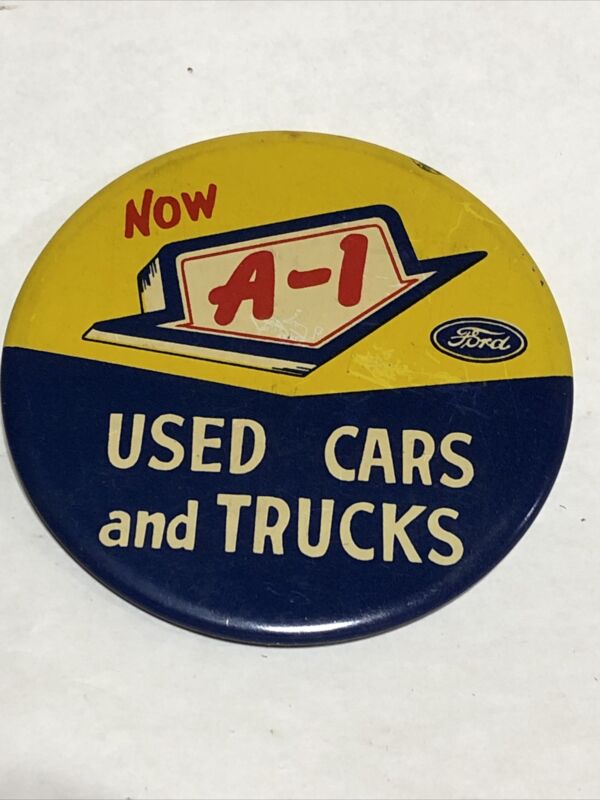 Now
A-1
Ford
USED CARS
and TRUCKS